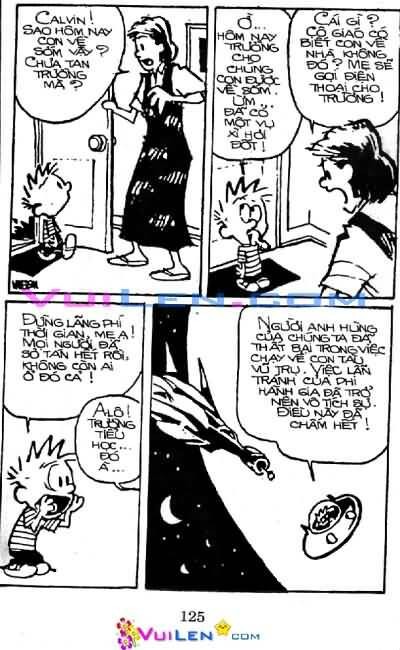 CALVIN!
SAO HÔM NAY
CON VỀ
SỚM VẬY?
CHƯA TAN
TRƯỜNG
MÀ?
Ờ...
HÔM NAY
TRƯỜNG
CHO
CHÚNG
CON ĐƯỢC
VỀ SỚM.
ỪM...
ĐÃ CÓ
MỘT VỤ
XÌ HƠI
ĐỘT!
CÁI GÌ?
CÔ GIÁO CÓ
BIẾT CON VỀ
NHÀ KHÔNG
ĐÓ? MẸ SẼ
GỌI ĐIỆN
THOẠI CHO
TRƯỜNG!
VUILEN.COM
ĐỪNG LÃNG PHÍ
THỜI GIAN, MẸ Ạ!
MỌI NGƯỜI ĐÃ
SƠ TÁN HẾT RỒI,
KHÔNG CÒN AI
Ở ĐÓ CẢ!
ALÔ!
TRƯỜNG
TIỂU
HỌC...
ĐÓ
À...
NGƯỜI ANH HÙNG
CỦA CHÚNG TA ĐÃ
THẤT BẠI TRONG VIỆC
CHẠY VỀ CON TÀU
VŨ TRỤ. VIỆC LẨN
TRÁNH CỦA PHI
HÀNH GIA ĐÃ TRỞ
NÊN VÔ TÍCH SỰ.
ĐIỀU NÀY ĐÃ
CHẤM HẾT!
125
VUILEN.COM